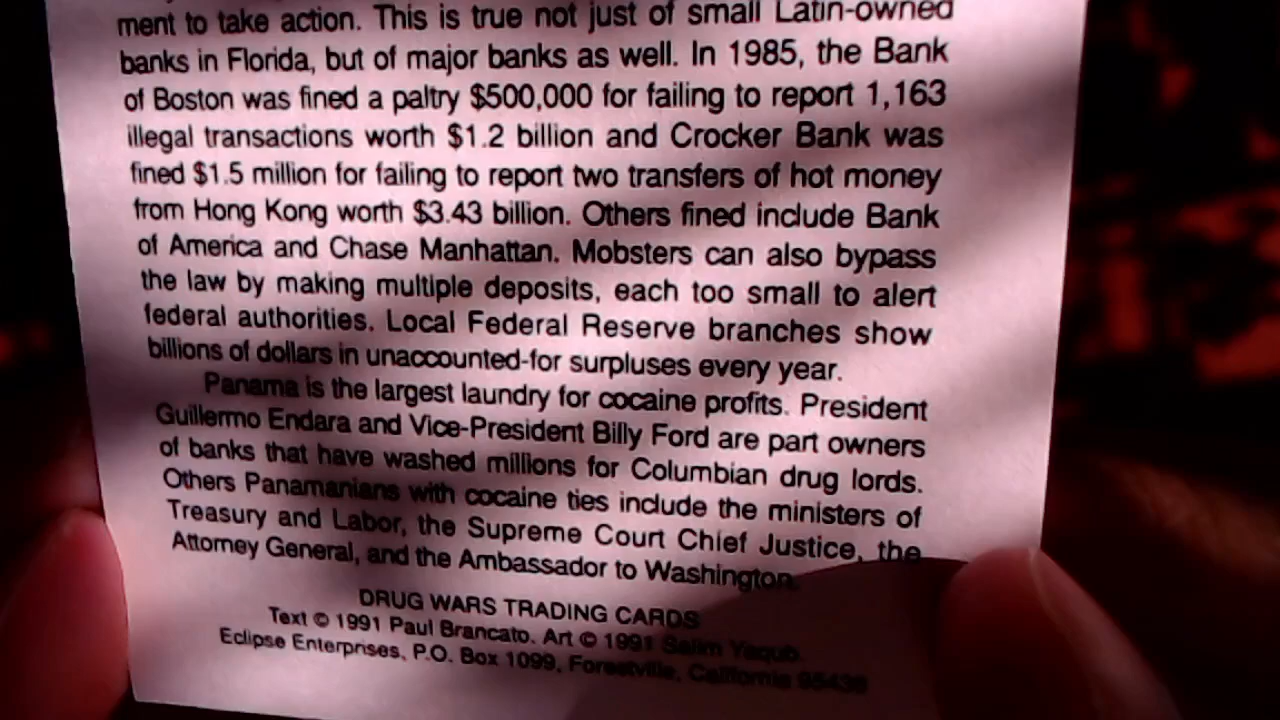 ment to take action. This is true not just of small Latin-owned
banks in Florida, but of major banks as well. In 1985, the Bank
of Boston was fined a paltry $500,000 for failing to report 1,163
illegal transactions worth $1.2 billion and Crocker Bank was
fined $1.5 million for failing to report two transfers of hot money
from Hong Kong worth $3.43 billion. Others fined include Bank
of America and Chase Manhattan. Mobsters can also bypass
the law by making multiple deposits, each too small to alert
federal authorities. Local Federal Reserve branches show
billions of dollars in unaccounted-for surpluses every year.
Panama is the largest laundry for cocaine profits. President
Guillermo Endara and Vice-President Billy Ford are part owners
of banks that have washed millions for Columbian drug lords.
Others Panamanians with cocaine ties include the ministers of
Treasury and Labor, the Supreme Court Chief Justice, the
Attorney General, and the Ambassador to Washington.
DRUG WARS TRADING CARDS
Text © 1991 Paul Brancato. Art © 1991 Salim Yaqub.
Eclipse Enterprises, P.O. Box 1099, Forestville, California 95436